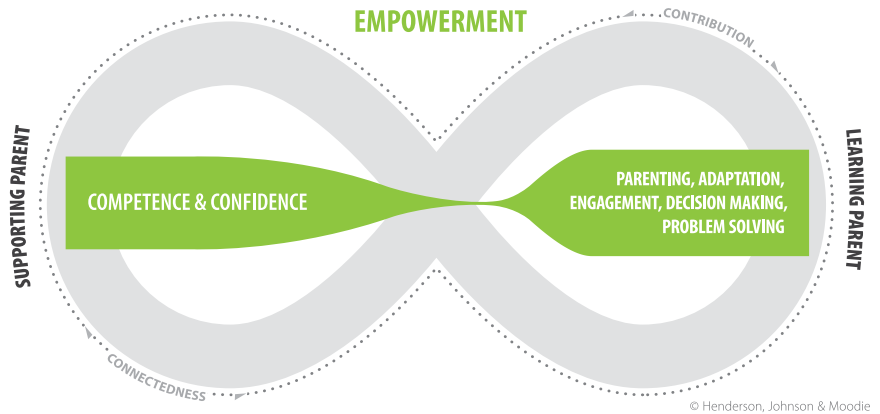 EMPOWERMENT
CONTRIBUTION
SUPPORTING PARENT
COMPETENCE & CONFIDENCE
PARENTING, ADAPTATION,
ENGAGEMENT, DECISION MAKING,
PROBLEM SOLVING
LEARNING PARENT
CONNECTEDNESS
© Henderson, Johnson & Moodie